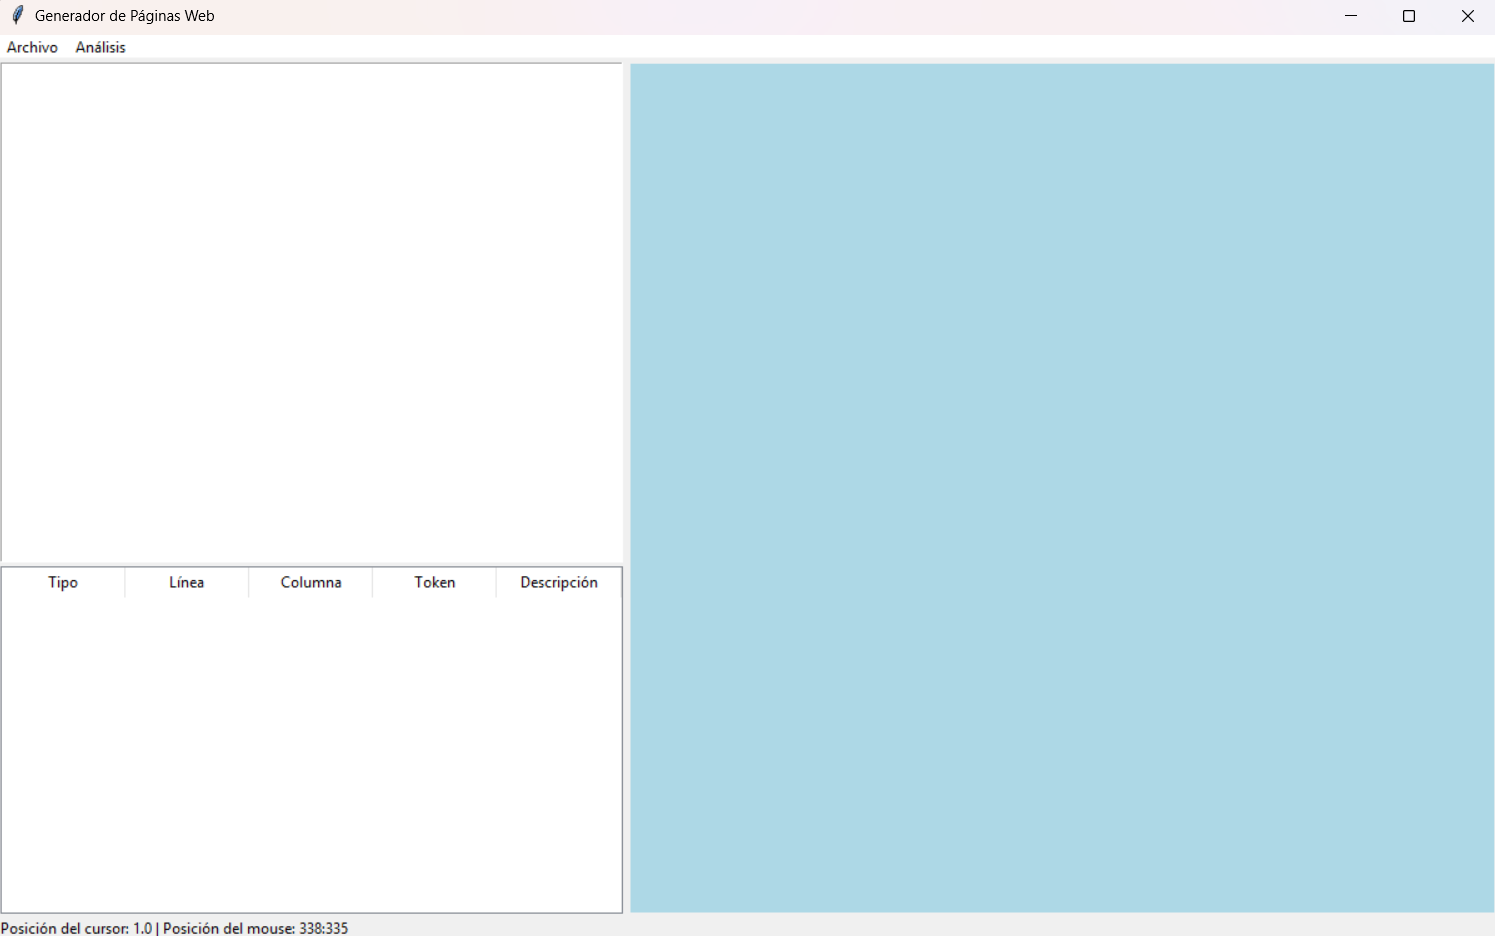 Generador de Páginas Web
Archivo Análisis
Tipo Línea Columna Token Descripción
Posición del cursor: 1.0 | Posición del mouse: 338:335